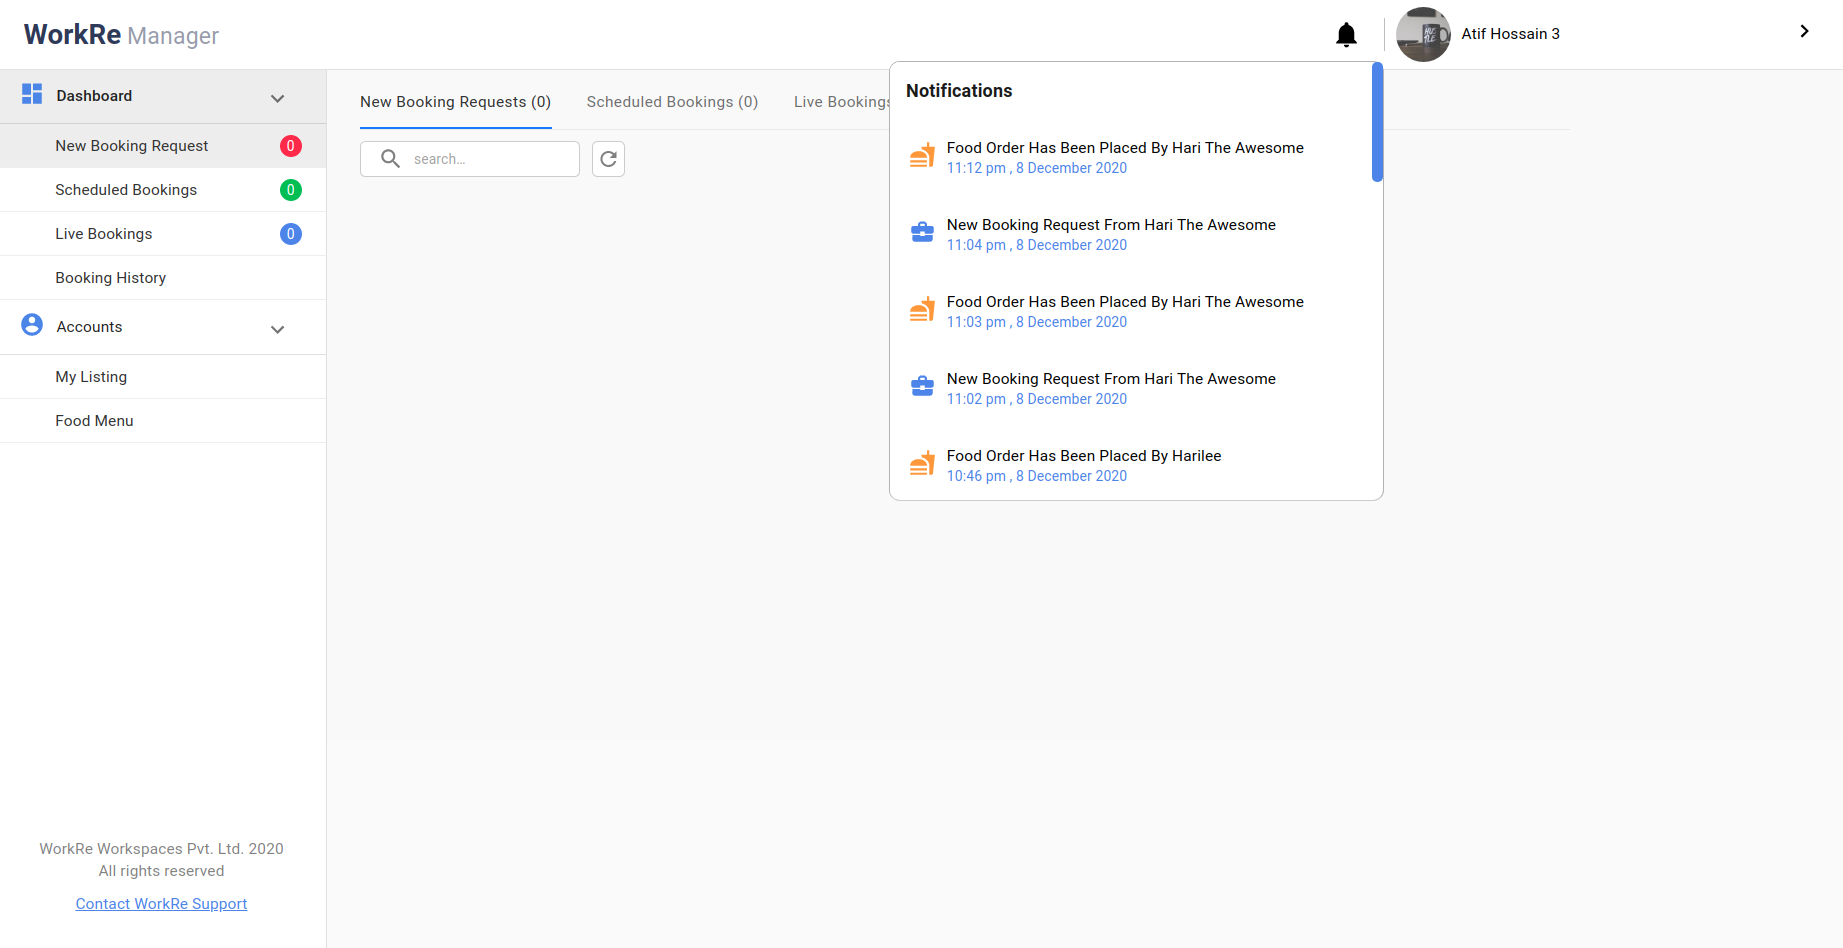 WorkRe Manager
Atif Hossain 3
Dashboard
New Booking Request 0
Scheduled Bookings 0
Live Bookings 0
Booking History
Accounts
My Listing
Food Menu
WorkRe Workspaces Pvt. Ltd. 2020
All rights reserved
Contact WorkRe Support
New Booking Requests (0) Scheduled Bookings (0) Live Bookings
search...
Notifications
Food Order Has Been Placed By Hari The Awesome
11:12 pm , 8 December 2020
New Booking Request From Hari The Awesome
11:04 pm , 8 December 2020
Food Order Has Been Placed By Hari The Awesome
11:03 pm , 8 December 2020
New Booking Request From Hari The Awesome
11:02 pm , 8 December 2020
Food Order Has Been Placed By Harilee
10:46 pm , 8 December 2020